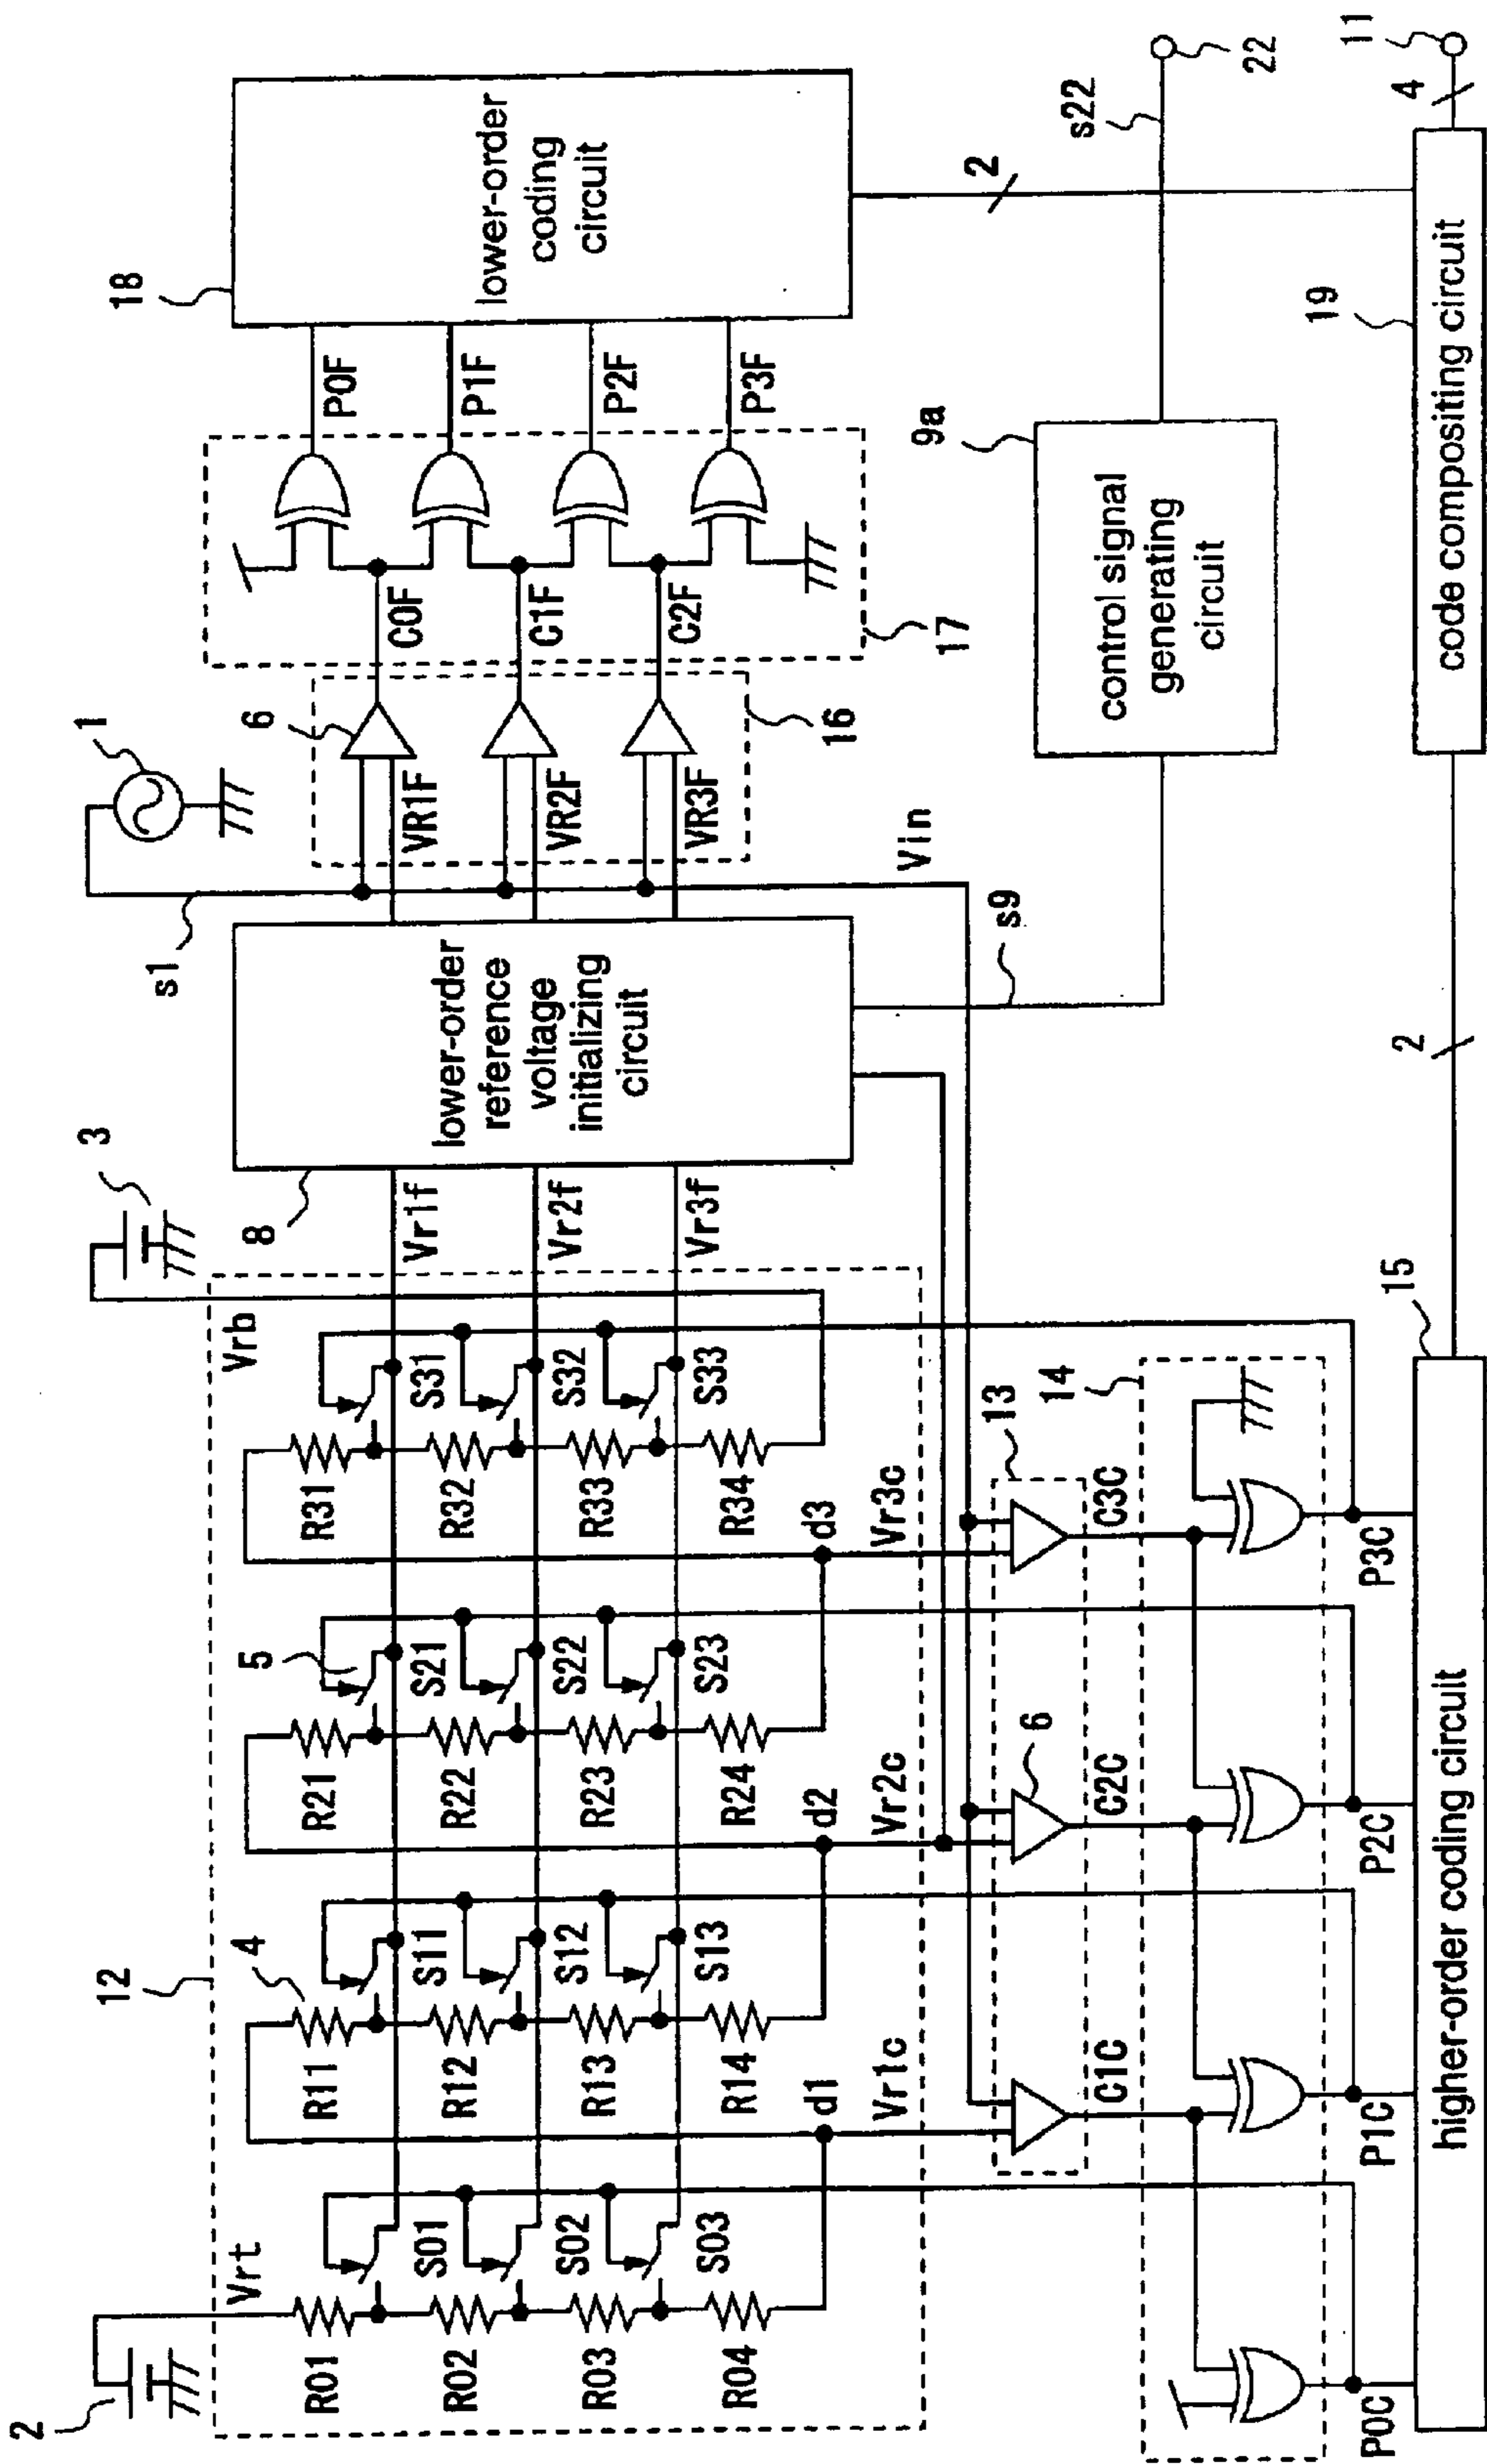 2
3
1
Vrt
Vrb
12
4
5
8
s1
6
18
R01
R02
R03
R04
S01
S02
S03
R11
R12
R13
R14
S11
S12
S13
R21
R22
R23
R24
S21
S22
S23
R31
R32
R33
R34
S31
S32
S33
d1
d2
d3
Vr1c
Vr2c
Vr3c
Vr1f
Vr2f
Vr3f
lower-order
reference
voltage
initializing
circuit
VR1F
VR2F
VR3F
16
C0F
C1F
C2F
17
P0F
P1F
P2F
P3F
lower-order
coding
circuit
Vin
s9
9a
control signal
generating
circuit
s22
22
2
13
6
C1C
C2C
C3C
14
P0C
P1C
P2C
P3C
15
higher-order coding circuit
2
19
code compositing circuit
4
11